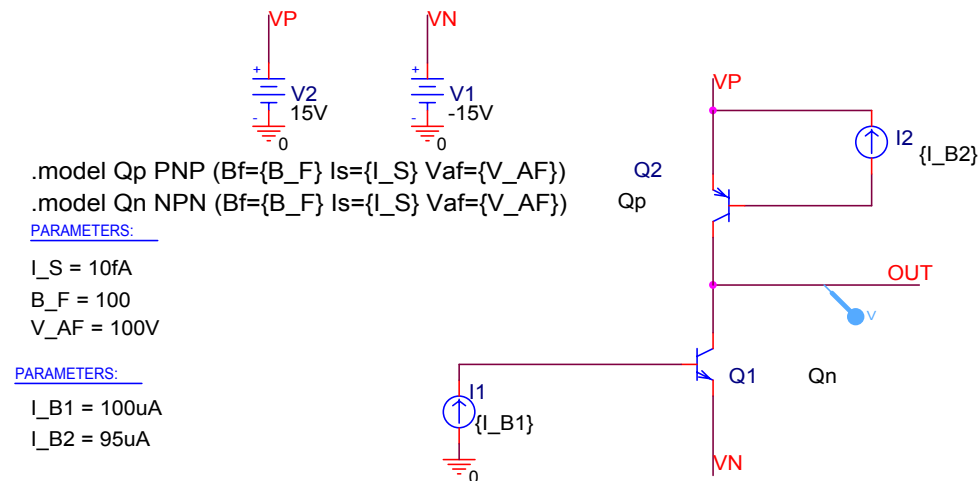 VP
VN
+
V2
15V
-
0
+
V1
-15V
-
0
VP
I2
{I_B2}
Q2
Qp
.model Qp PNP (Bf={B_F} Is={I_S} Vaf={V_AF})
.model Qn NPN (Bf={B_F} Is={I_S} Vaf={V_AF})
PARAMETERS:
I_S = 10fA
B_F = 100
V_AF = 100V
OUT
V
PARAMETERS:
I_B1 = 100uA
I_B2 = 95uA
I1
{I_B1}
0
Q1
Qn
VN